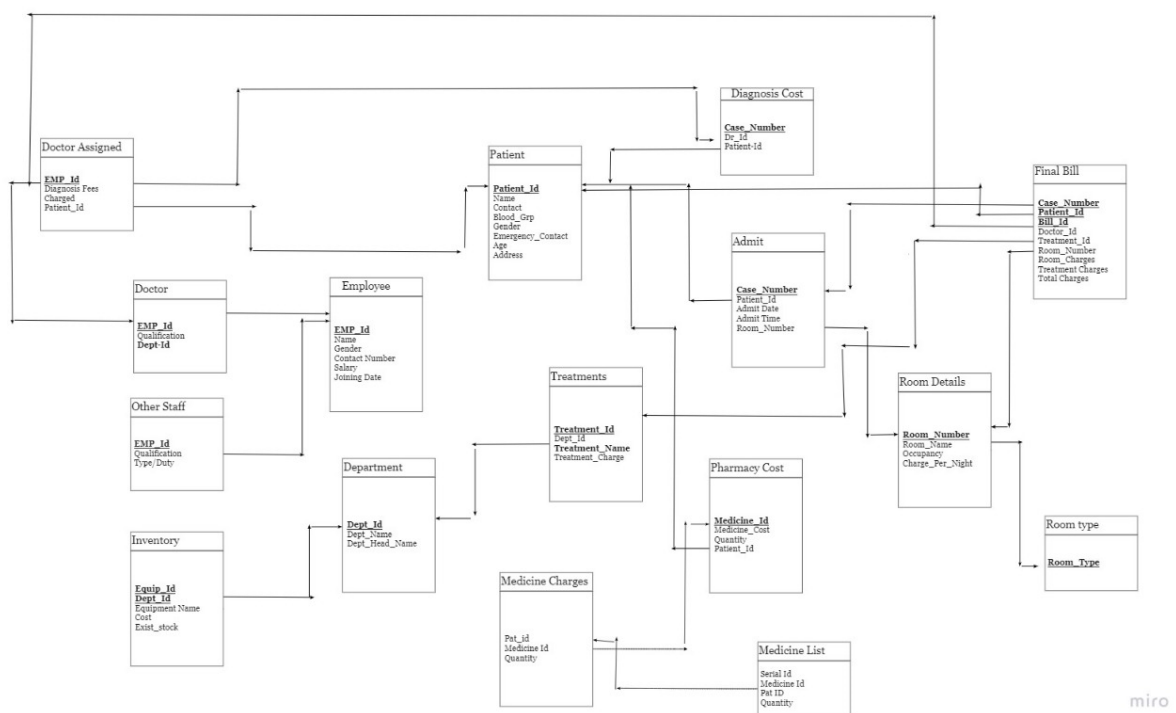 Diagnosis Cost
Case_Number
Dr_Id
Patient-Id
Doctor Assigned
EMP_Id
Diagnosis Fees
Charged
Patient_Id
Patient
Patient_Id
Name
Contact
Blood_Grp
Gender
Emergency_Contact
Age
Address
Final Bill
Case_Number
Patient_Id
Bill_Id
Doctor_Id
Treatment_Id
Room_Number
Room_Charges
Treatment Charges
Total Charges
Admit
Case_Number
Patient_Id
Admit Date
Admit Time
Room_Number
Doctor
EMP_Id
Qualification
Dept-Id
Employee
EMP_Id
Name
Gender
Contact Number
Salary
Joining Date
Treatments
Treatment_Id
Dept_Id
Treatment_Name
Treatment_Charge
Room Details
Room_Number
Room_Name
Occupancy
Charge_Per_Night
Other Staff
EMP_Id
Qualification
Type/Duty
Department
Dept_Id
Dept_Name
Dept_Head_Name
Pharmacy Cost
Medicine_Id
Medicine_Cost
Quantity
Patient_Id
Room type
Room_Type
Inventory
Equip_Id
Dept_Id
Equipment Name
Cost
Exist_stock
Medicine Charges
Pat_id
Medicine Id
Quantity
Medicine List
Serial Id
Medicine Id
Pat ID
Quantity
miro